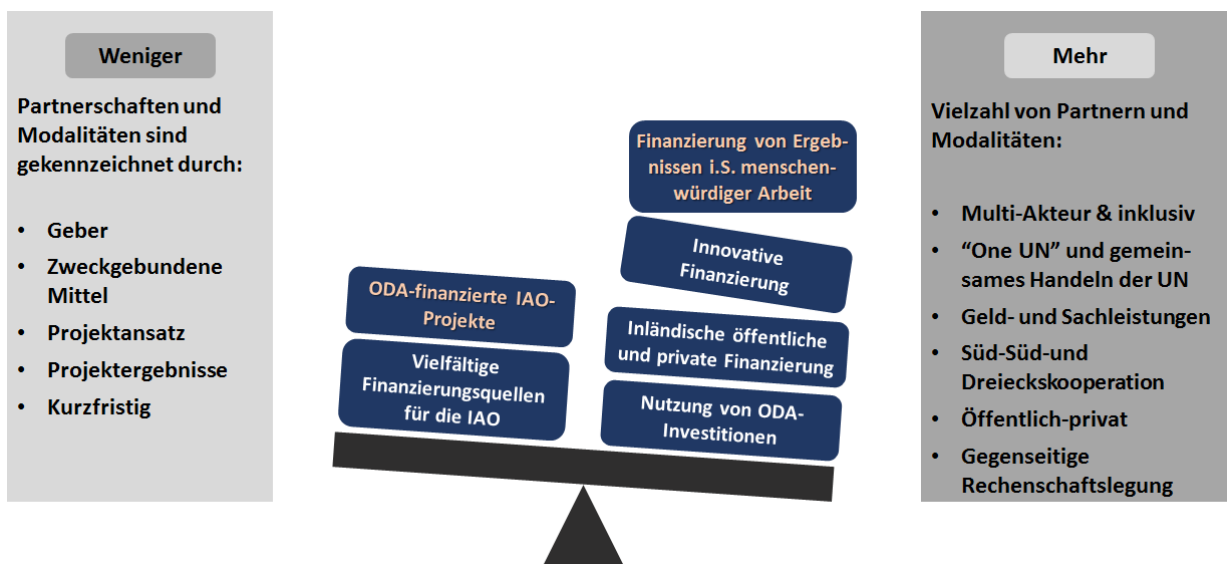 Weniger
Partnerschaften und
Modalitäten sind
gekennzeichnet durch:
• Geber
• Zweckgebundene
Mittel
• Projektansatz
• Projektergebnisse
• Kurzfristig
ODA-finanzierte IAO-
Projekte
Vielfältige
Finanzierungsquellen
für die IAO
Finanzierung von Ergeb-
nissen i.S. menschen-
würdiger Arbeit
Innovative
Finanzierung
Inländische öffentliche
und private Finanzierung
Nutzung von ODA-
Investitionen
Mehr
Vielzahl von Partnern und
Modalitäten:
• Multi-Akteur & inklusiv
• “One UN” und gemein-
sames Handeln der UN
• Geld- und Sachleistungen
• Süd-Süd-und
Dreieckskooperation
• Öffentlich-privat
• Gegenseitige
Rechenschaftslegung